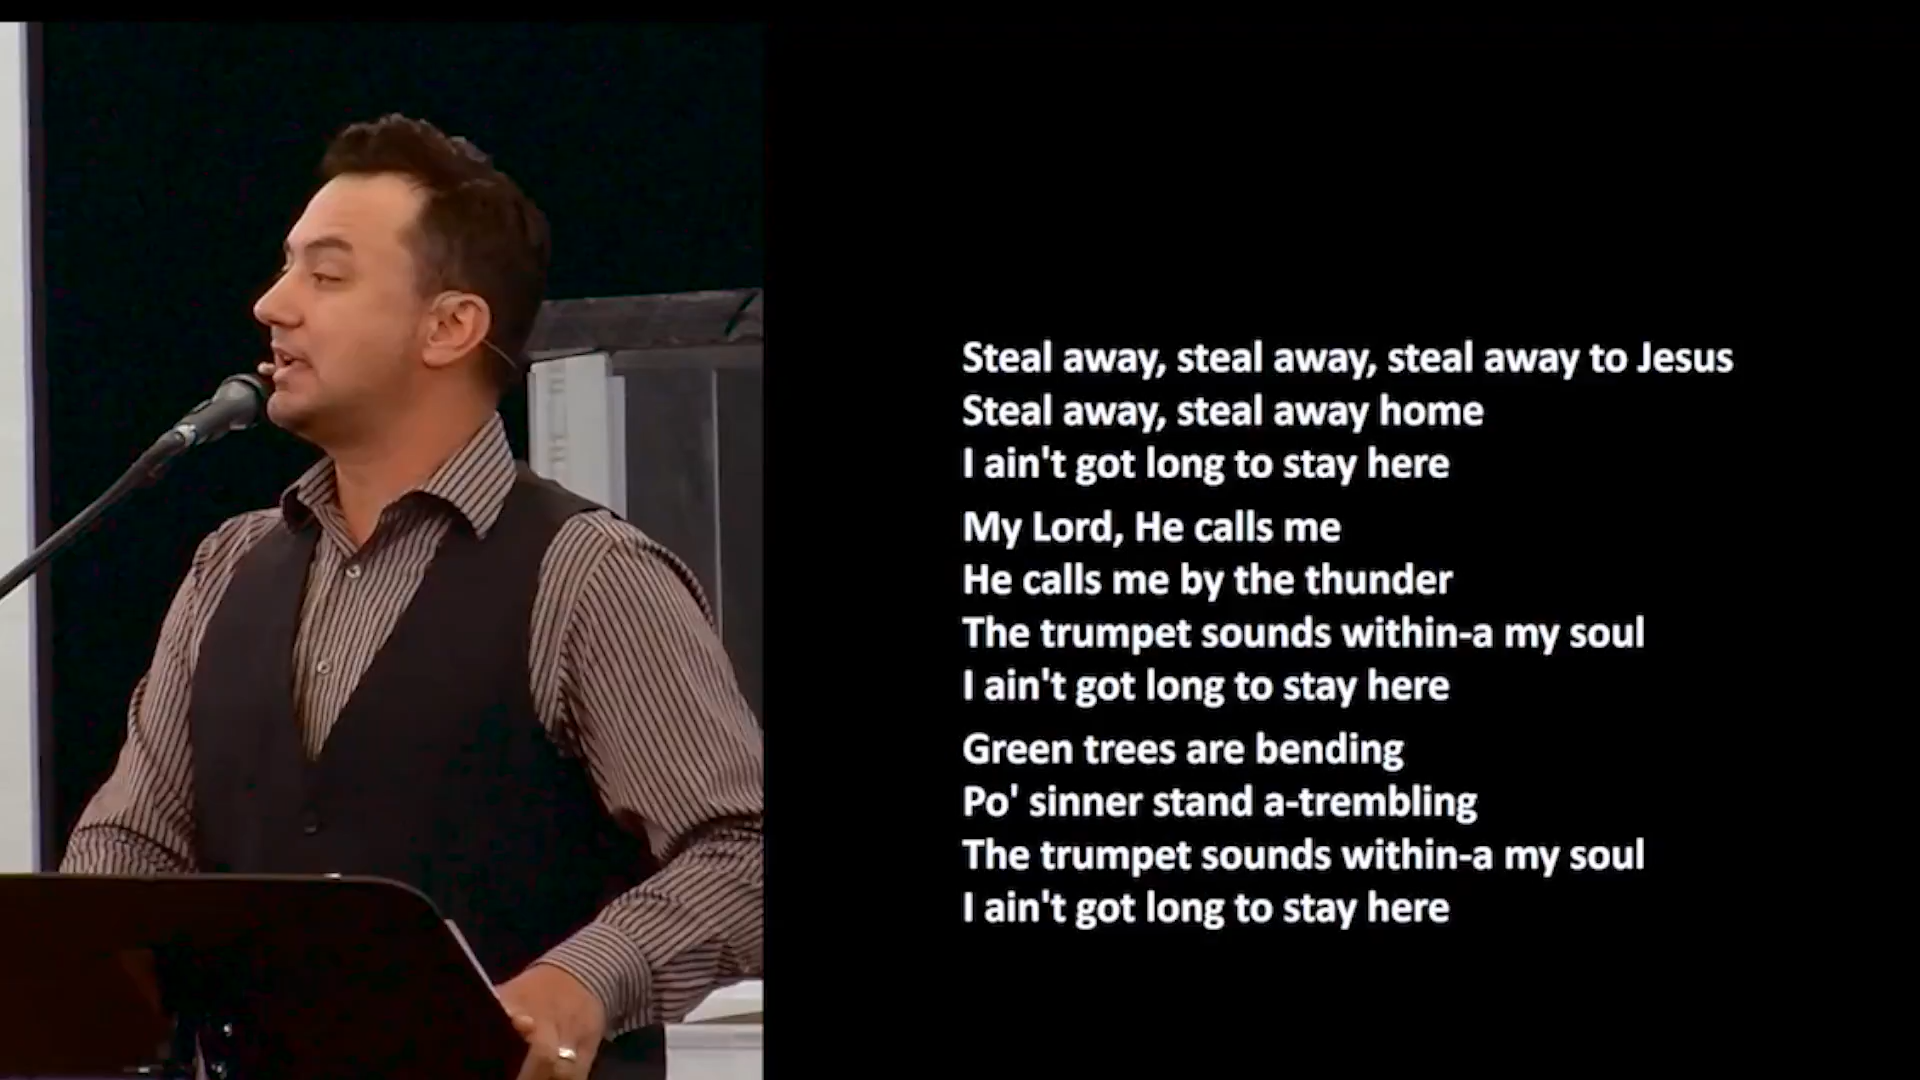 Steal away, steal away, steal away to Jesus
Steal away, steal away home
I ain't got long to stay here
My Lord, He calls me
He calls me by the thunder
The trumpet sounds within-a my soul
I ain't got long to stay here
Green trees are bending
Po' sinner stand a-trembling
The trumpet sounds within-a my soul
I ain't got long to stay here